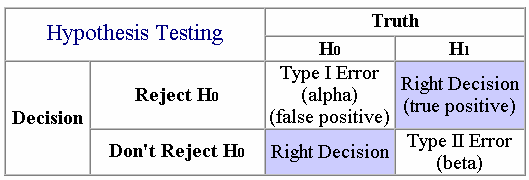 Hypothesis Testing
Truth
H0
H1
Decision
Reject H0
Type I Error
(alpha)
(false positive)
Right Decision
(true positive)
Don't Reject H0
Right Decision
Type II Error
(beta)